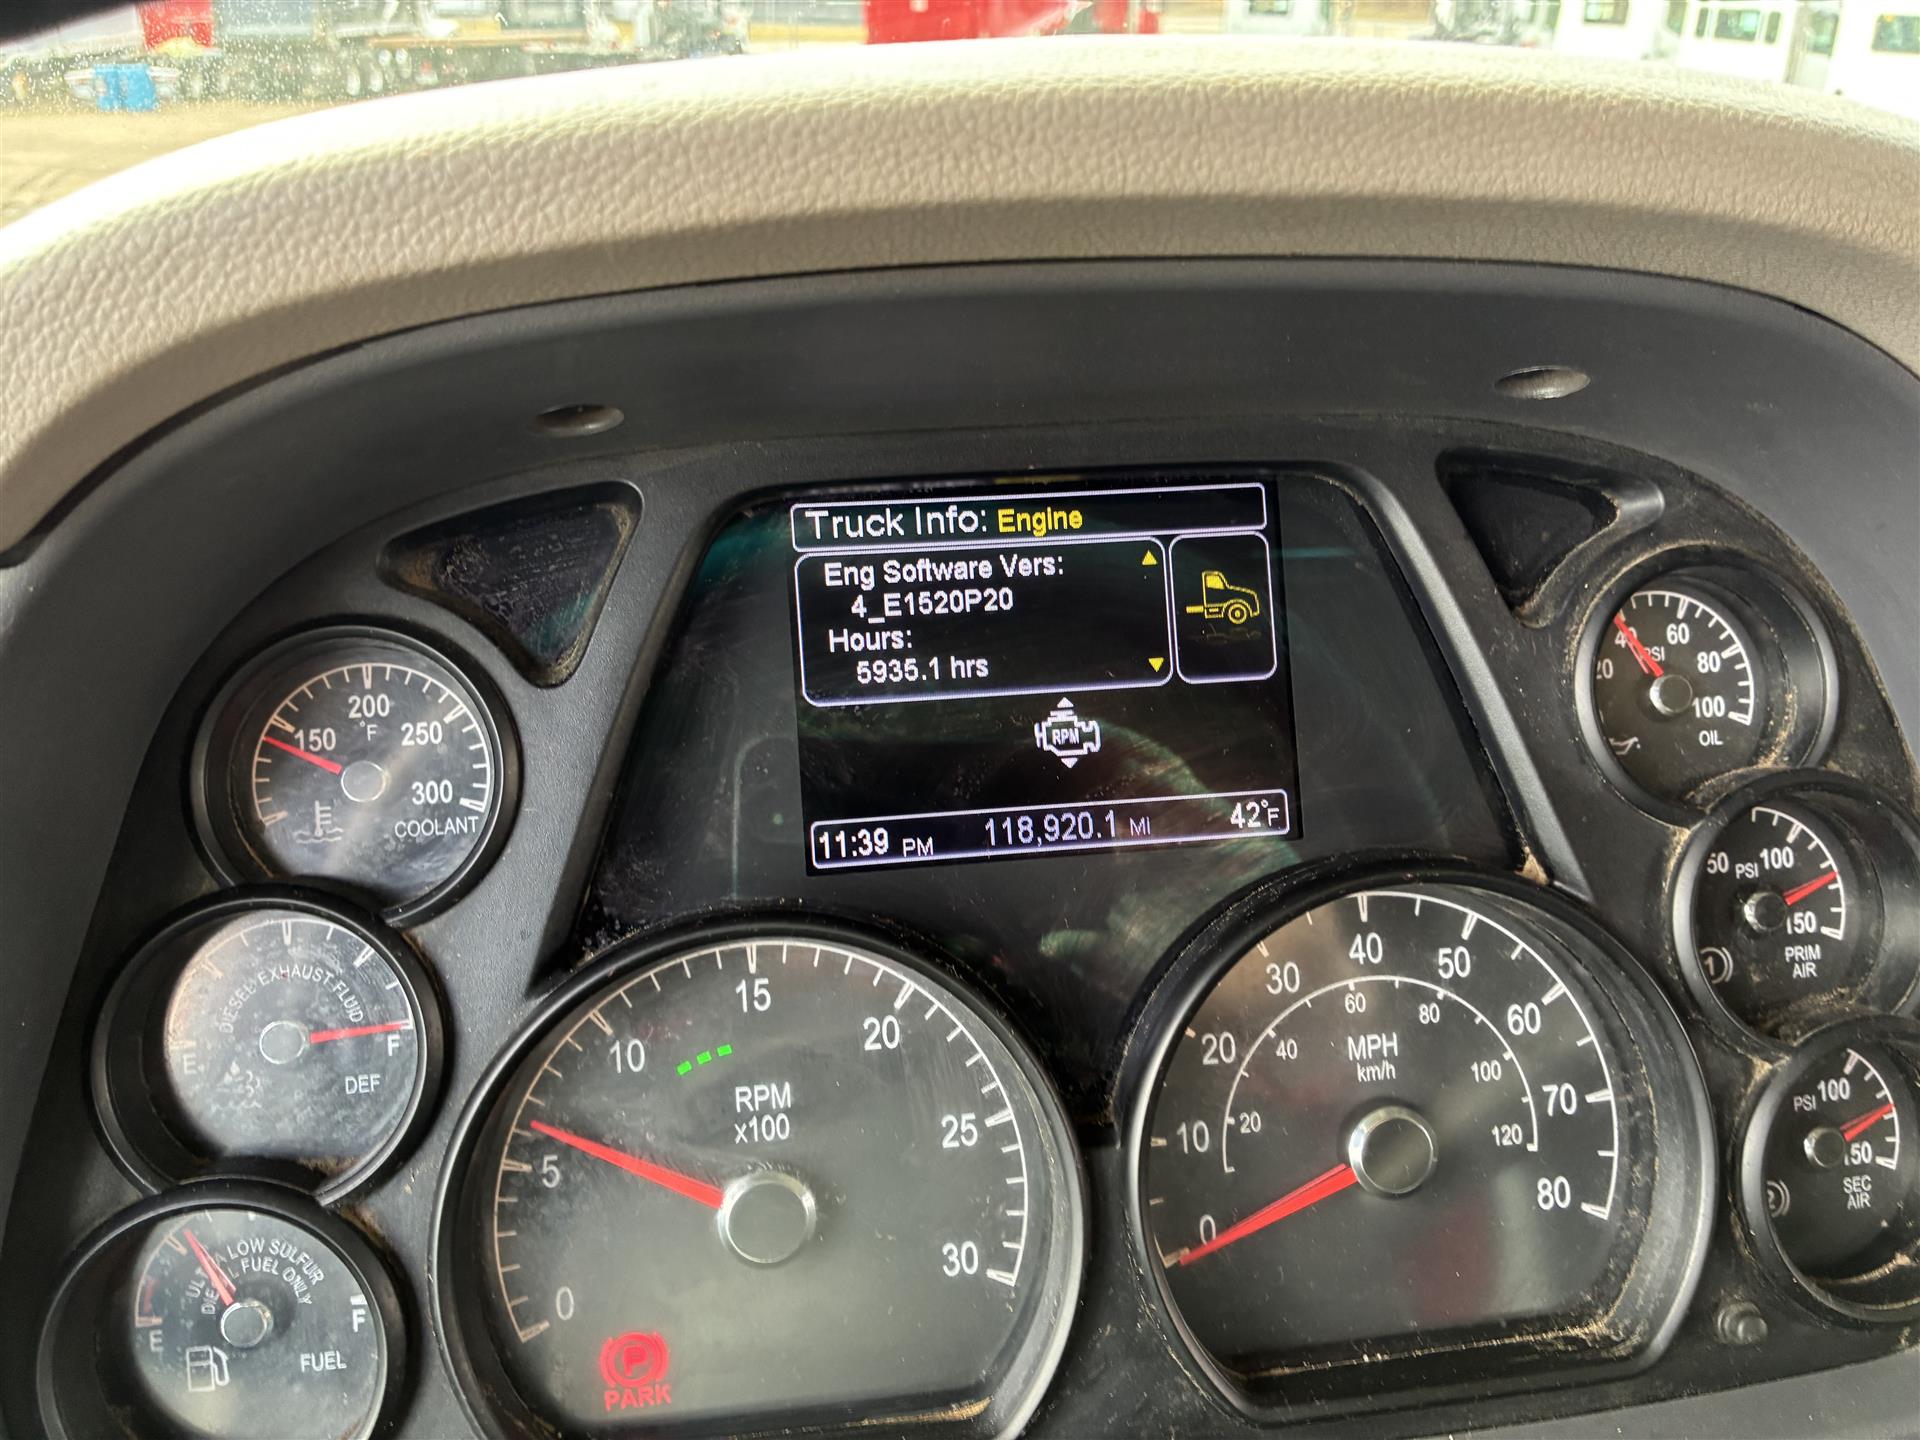 Truck Info: Engine
Eng Software Vers:
4_E1520P20
Hours:
5935.1 hrs
RPM
11:39 PM 118,920.1 MI 42°F
150 200 250 300
°F
COOLANT
DIESEL EXHAUST FLUID
E F
DEF
ULTRA LOW SULFUR
DIESEL FUEL ONLY
E F
FUEL
0 5 10 15 20 25 30
RPM
x100
P
PARK
0 10 20 30 40 50 60 70 80
MPH
km/h
20 40 60 80 100 120
20 40 60 80 100
PSI
OIL
50 100 150
PSI
1
PRIM
AIR
100 150
PSI
2
SEC
AIR